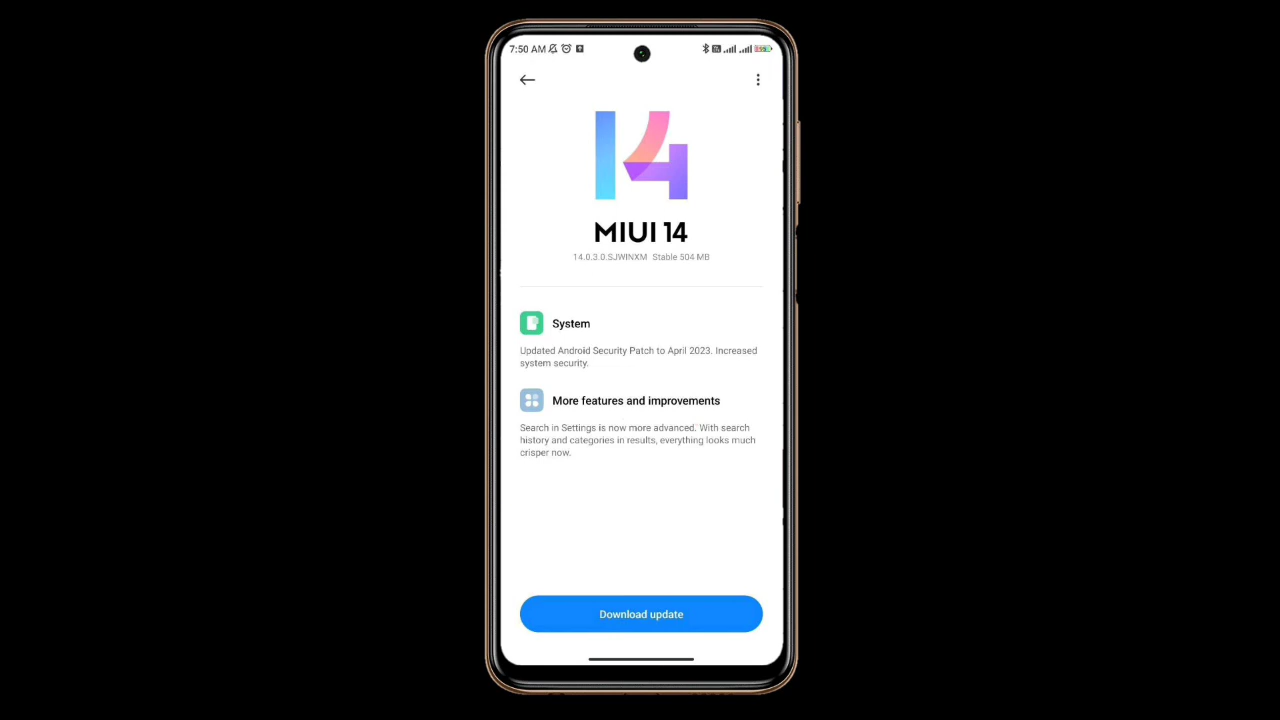 7:50 AM
14
MIUI 14
14.0.3.0.SJWINXM Stable 504 MB
System
Updated Android Security Patch to April 2023. Increased
system security.
More features and improvements
Search in Settings is now more advanced. With search
history and categories in results, everything looks much
crisper now.
Download update